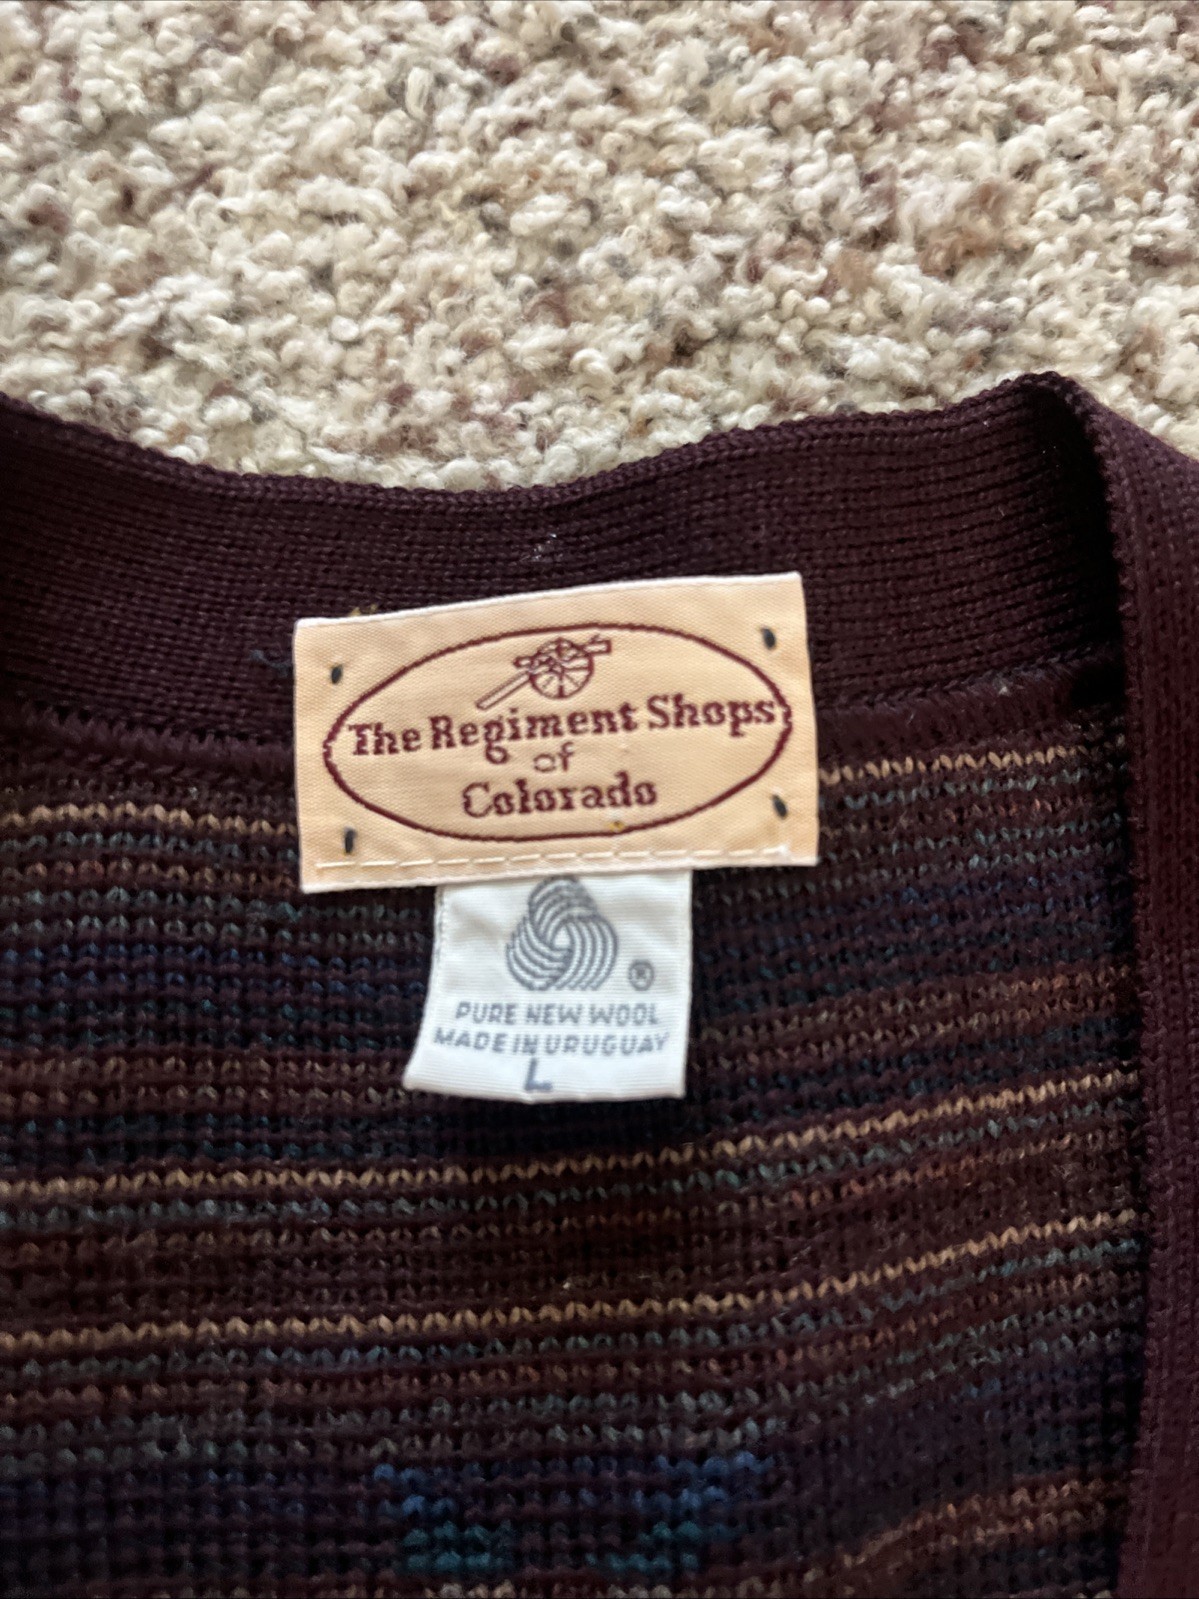 The Regiment Shops
of
Colorado
®
PURE NEW WOOL
MADE IN URUGUAY
L